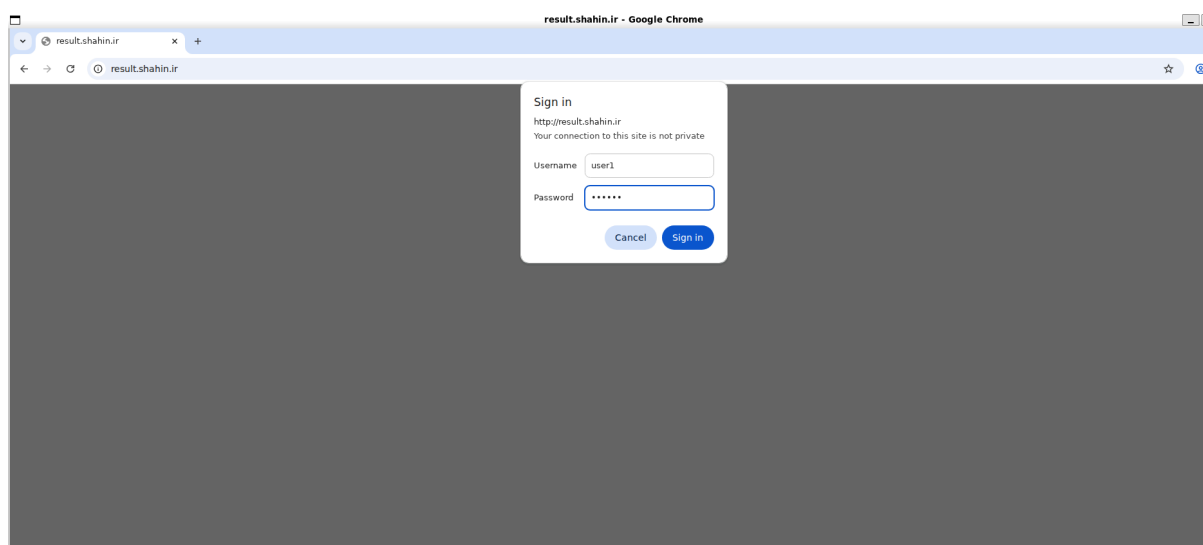 result.shahin.ir - Google Chrome
result.shahin.ir
result.shahin.ir
Sign in
http://result.shahin.ir
Your connection to this site is not private
Username user1
Password ••••••
Cancel Sign in